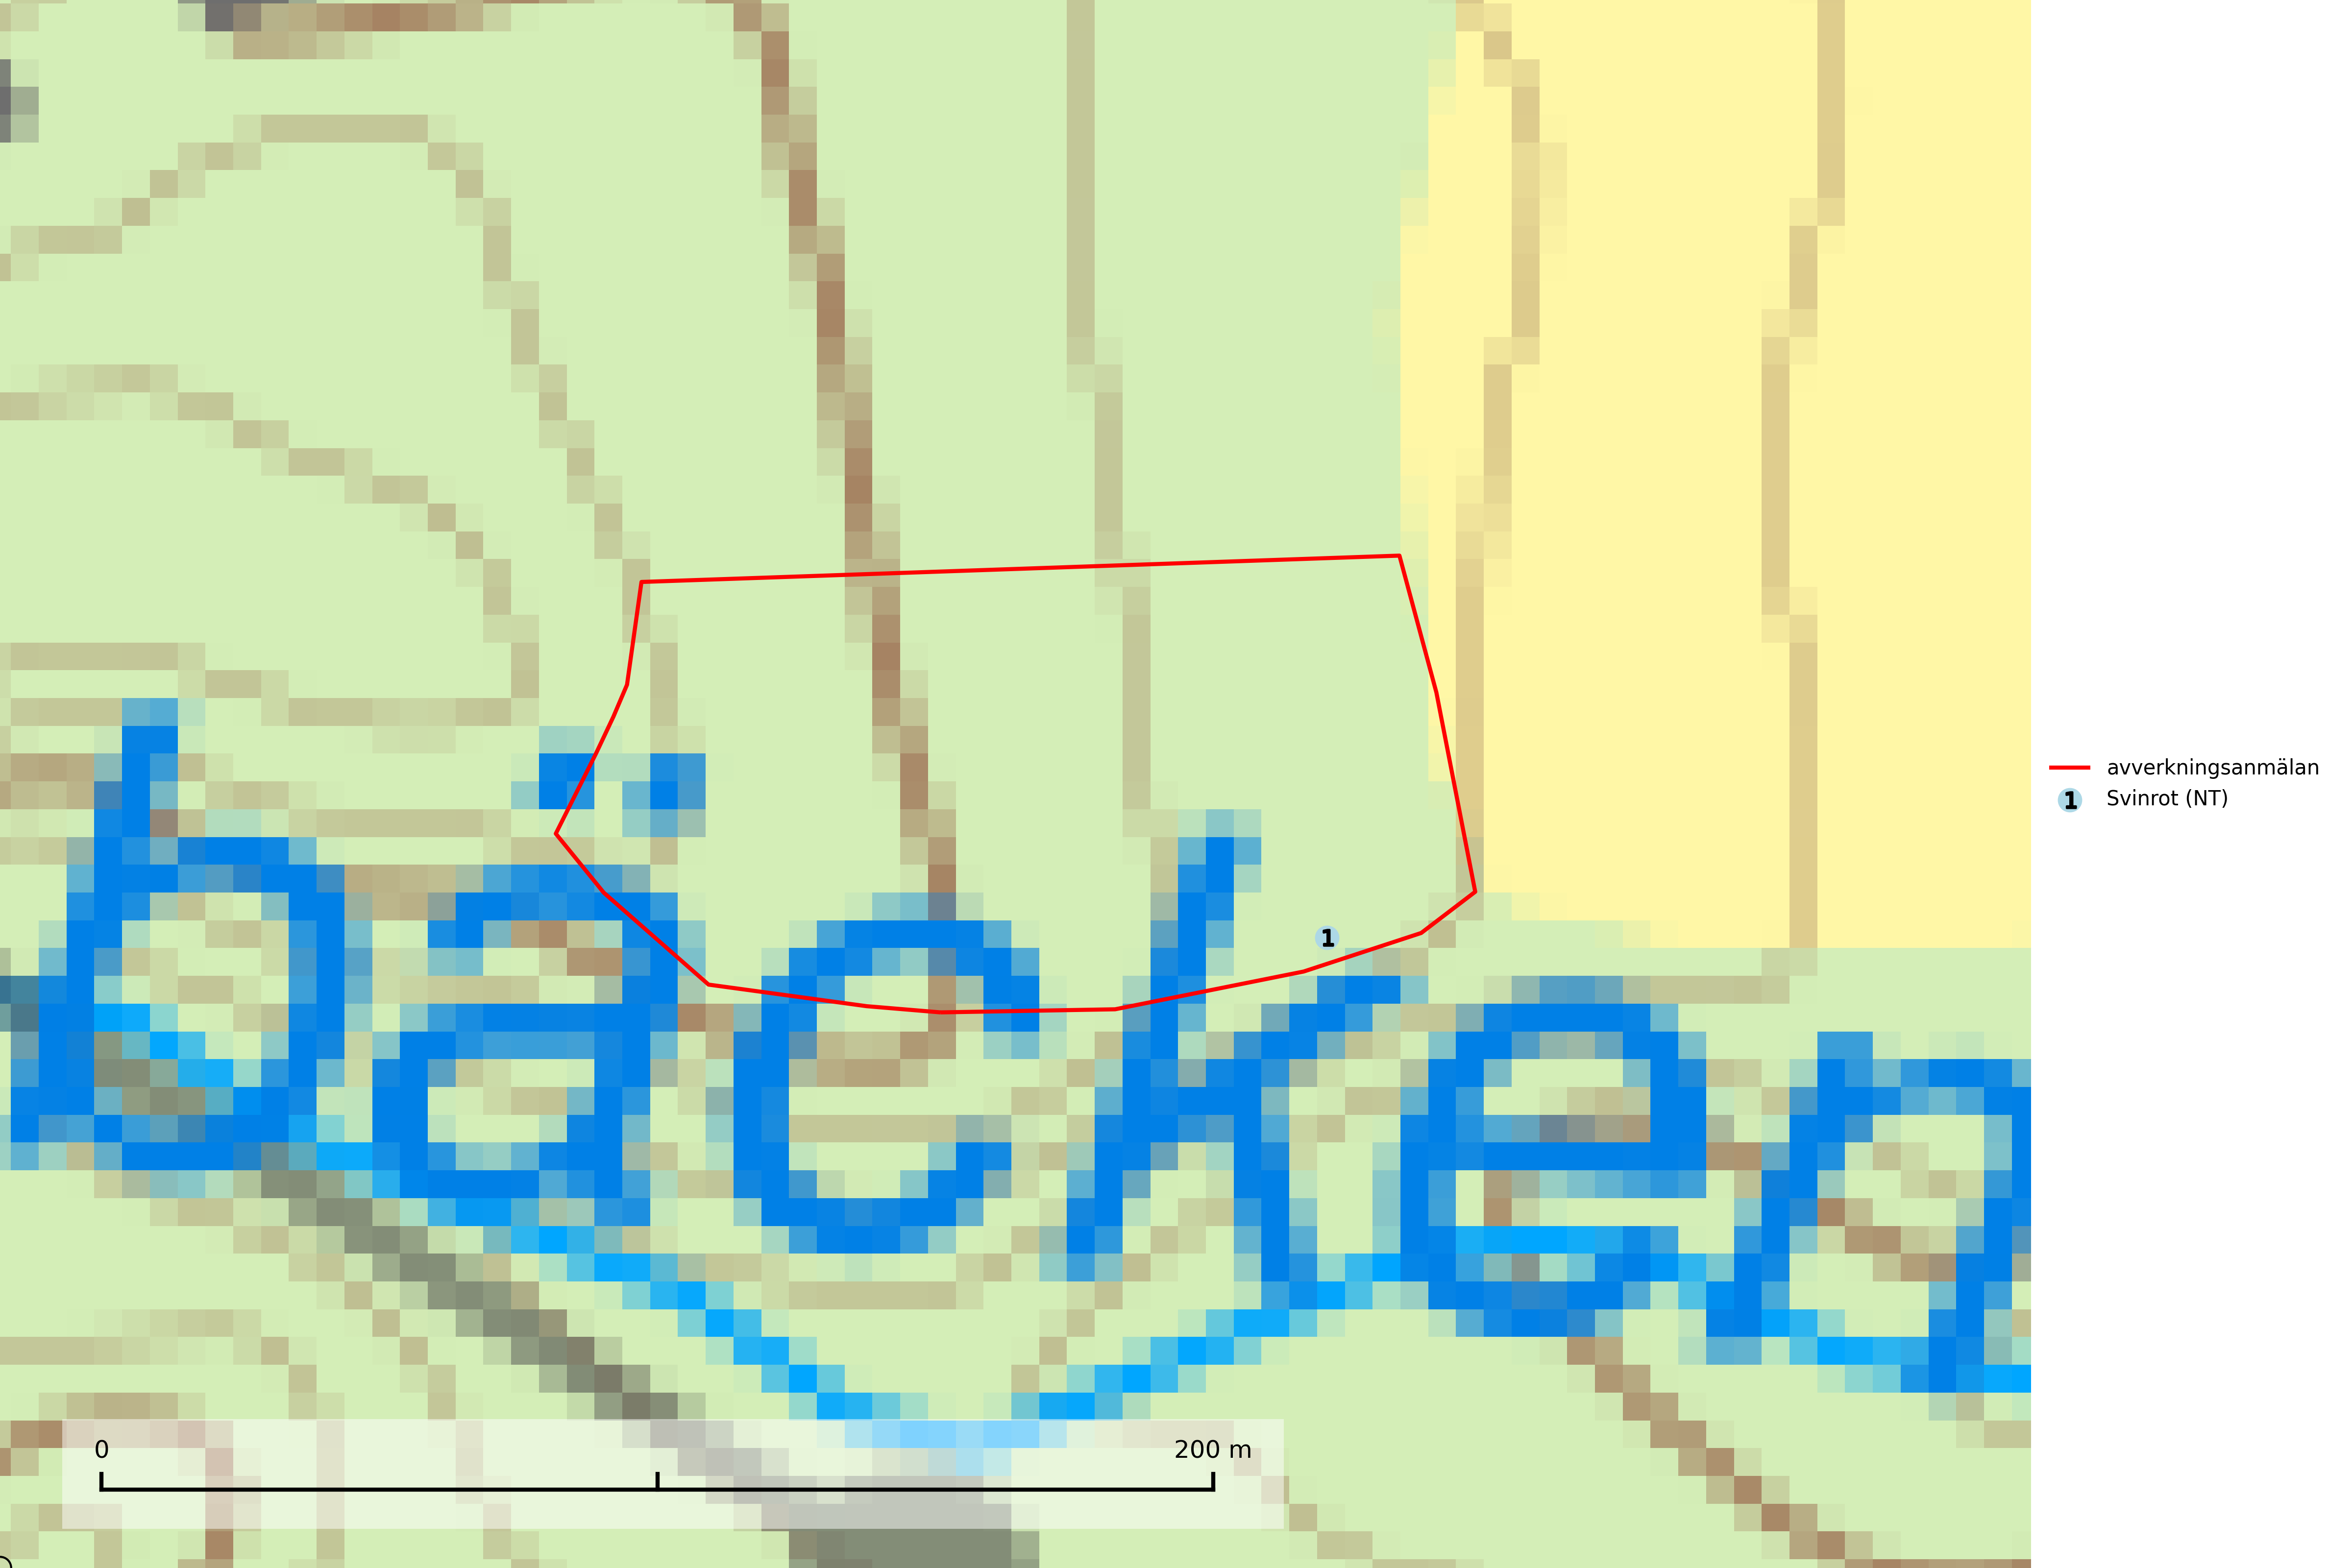 avverkningsanmälan
1 Svinrot (NT)
1
0 200 m